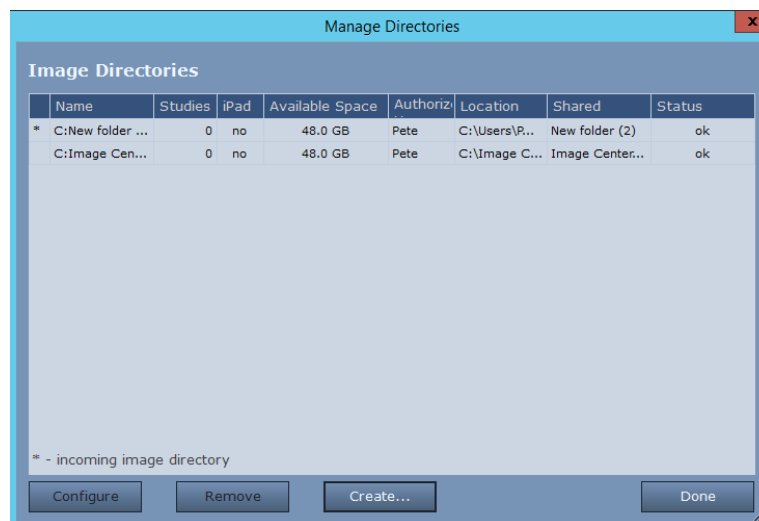 Manage Directories
x
Image Directories
Name Studies iPad Available Space Authoriz Location Shared Status
* C:New folder ... 0 no 48.0 GB Pete C:\Users\P... New folder (2) ok
C:Image Cen... 0 no 48.0 GB Pete C:\Image C... Image Center... ok
* - incoming image directory
Configure Remove Create... Done